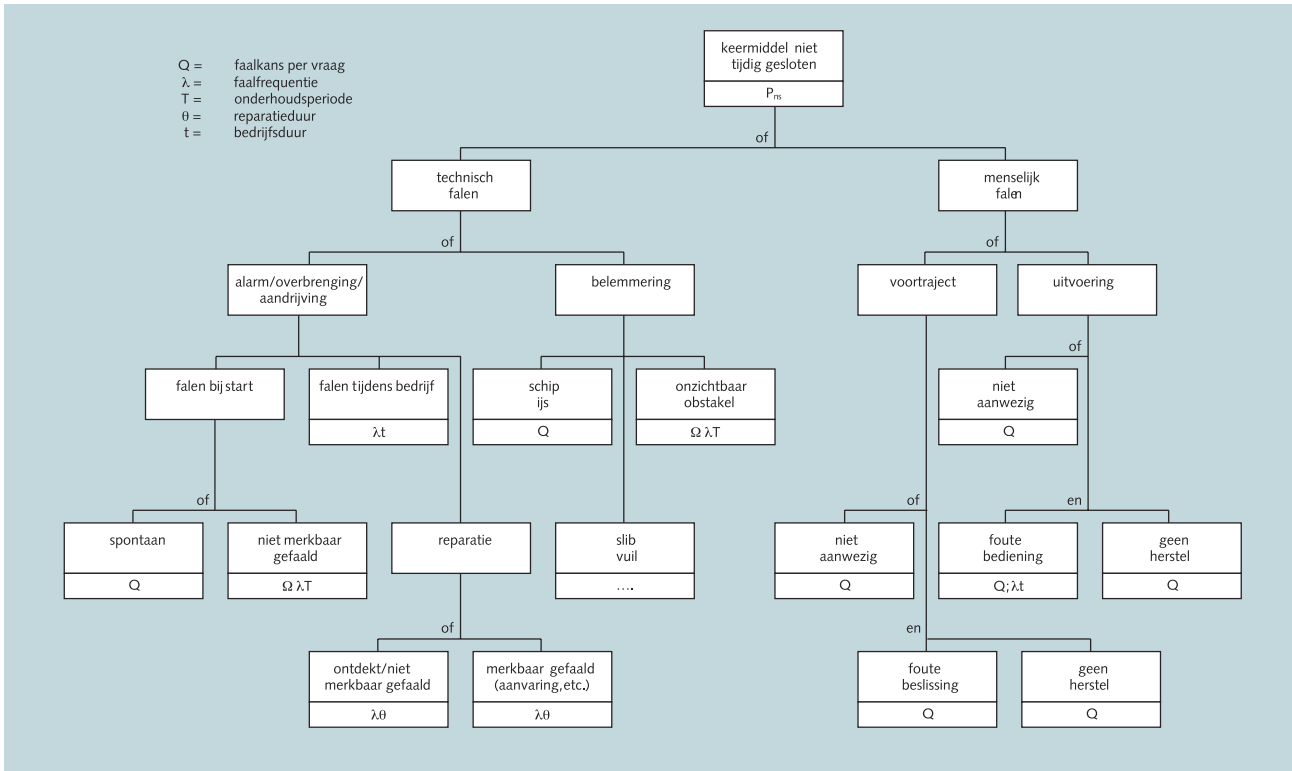 keermiddel niet
tijdig gesloten
Pns
Q = faalkans per vraag
λ = faalfrequentie
T = onderhoudsperiode
θ = reparatieduur
t = bedrijfsduur
of
technisch
falen
menselijk
falen
of
of
alarm/overbrenging/
aandrijving
belemmering
voortraject
uitvoering
of
falen bij start
falen tijdens bedrijf
λt
schip
ijs
Q
onzichtbaar
obstakel
Ω λT
niet
aanwezig
Q
of
of
en
spontaan
Q
niet merkbaar
gefaald
Ω λT
reparatie
slib
vuil
....
niet
aanwezig
Q
foute
bediening
Q; λt
geen
herstel
Q
of
en
ontdekt/niet
merkbaar gefaald
λθ
merkbaar gefaald
(aanvaring, etc.)
λθ
foute
beslissing
Q
geen
herstel
Q